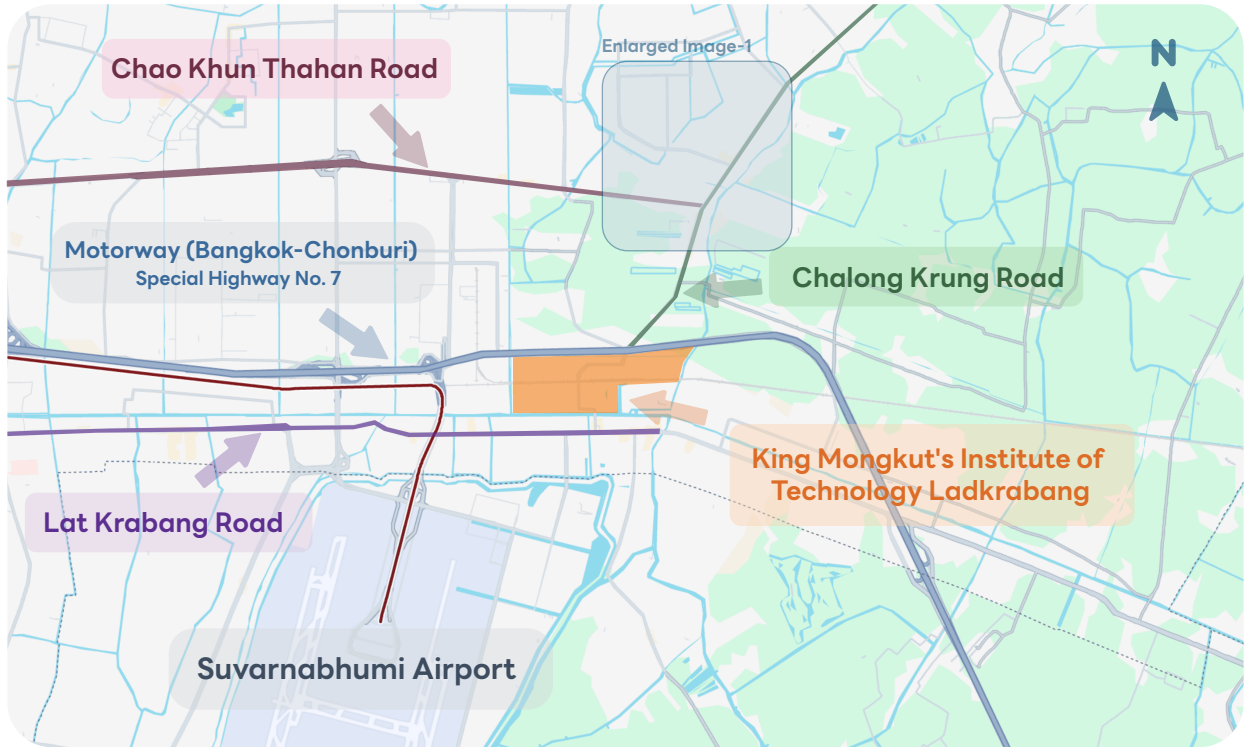 Enlarged Image-1
N
Chao Khun Thahan Road
Motorway (Bangkok-Chonburi)
Special Highway No. 7
Chalong Krung Road
King Mongkut's Institute of
Technology Ladkrabang
Lat Krabang Road
Suvarnabhumi Airport